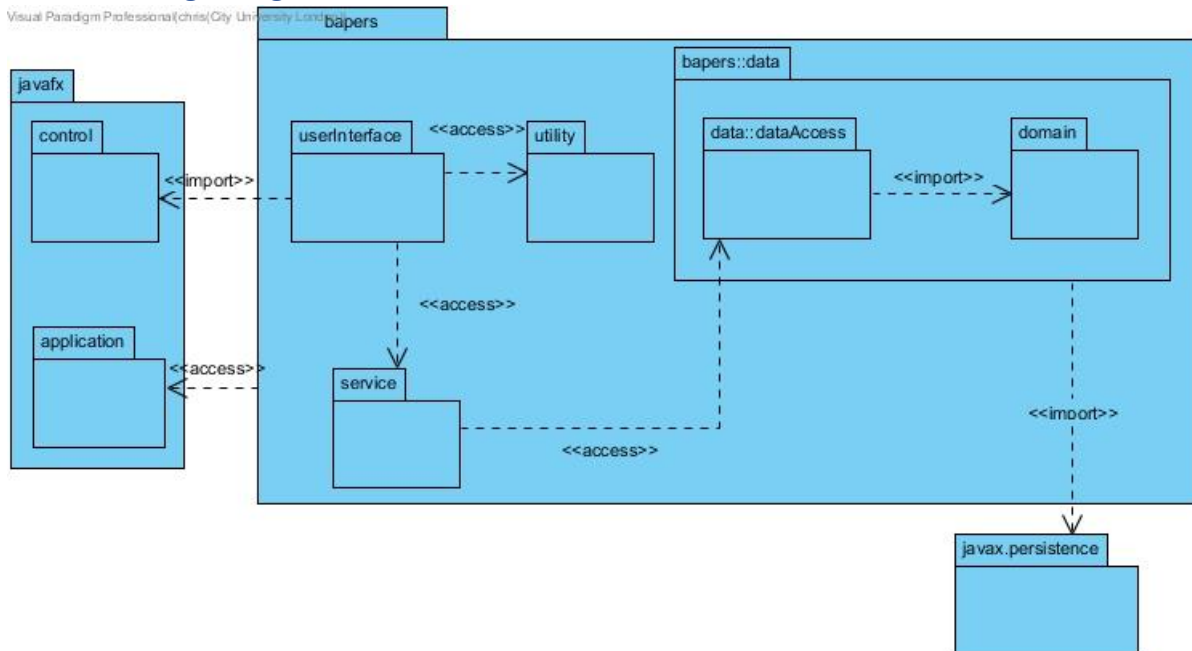 Visual Paradigm Professional(chris(City University London))
bapers
bapers::data
javafx
control
userInterface
<<access>>
utility
data::dataAccess
domain
<<import>>
<<import>>
<<access>>
application
<<access>>
service
<<access>>
<<import>>
javax.persistence